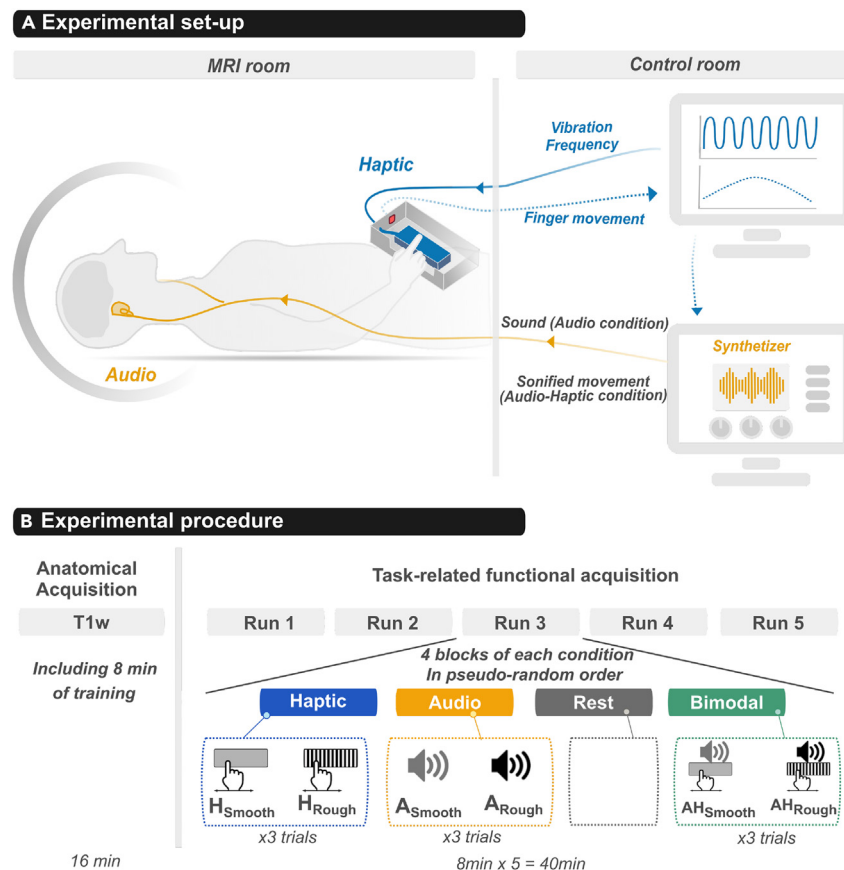 A Experimental set-up
MRI room
Control room
Vibration
Frequency
Haptic
Finger movement
Sound (Audio condition)
Synthetizer
Audio
Sonified movement
(Audio-Haptic condition)
B Experimental procedure
Anatomical
Acquisition
Task-related functional acquisition
T1w
Run 1
Run 2
Run 3
Run 4
Run 5
Including 8 min
of training
4 blocks of each condition
In pseudo-random order
Haptic
Audio
Rest
Bimodal
HSmooth
HRough
ASmooth
ARough
AHSmooth
AHRough
x3 trials
x3 trials
x3 trials
16 min
8min x 5 = 40min